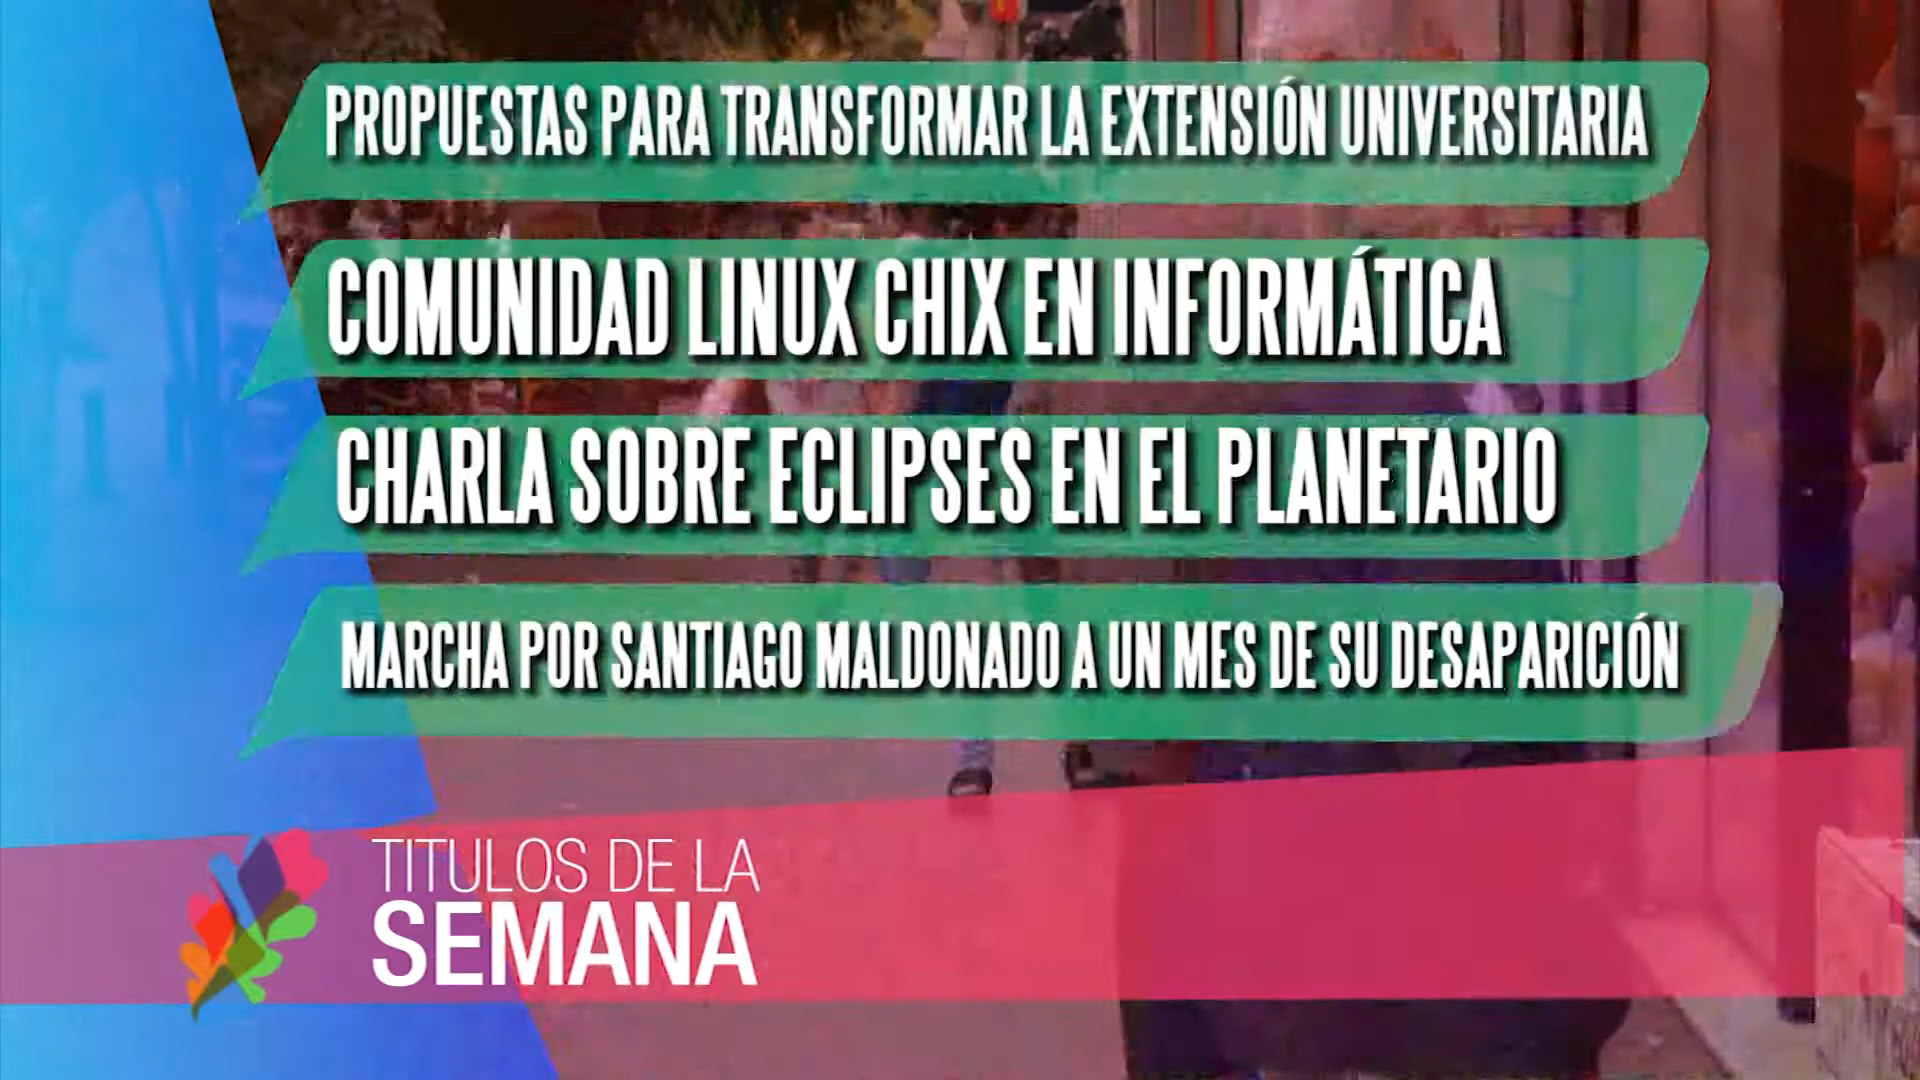 PROPUESTAS PARA TRANSFORMAR LA EXTENSIÓN UNIVERSITARIA
COMUNIDAD LINUX CHIX EN INFORMÁTICA
CHARLA SOBRE ECLIPSES EN EL PLANETARIO
MARCHA POR SANTIAGO MALDONADO A UN MES DE SU DESAPARICIÓN
TITULOS DE LA
SEMANA